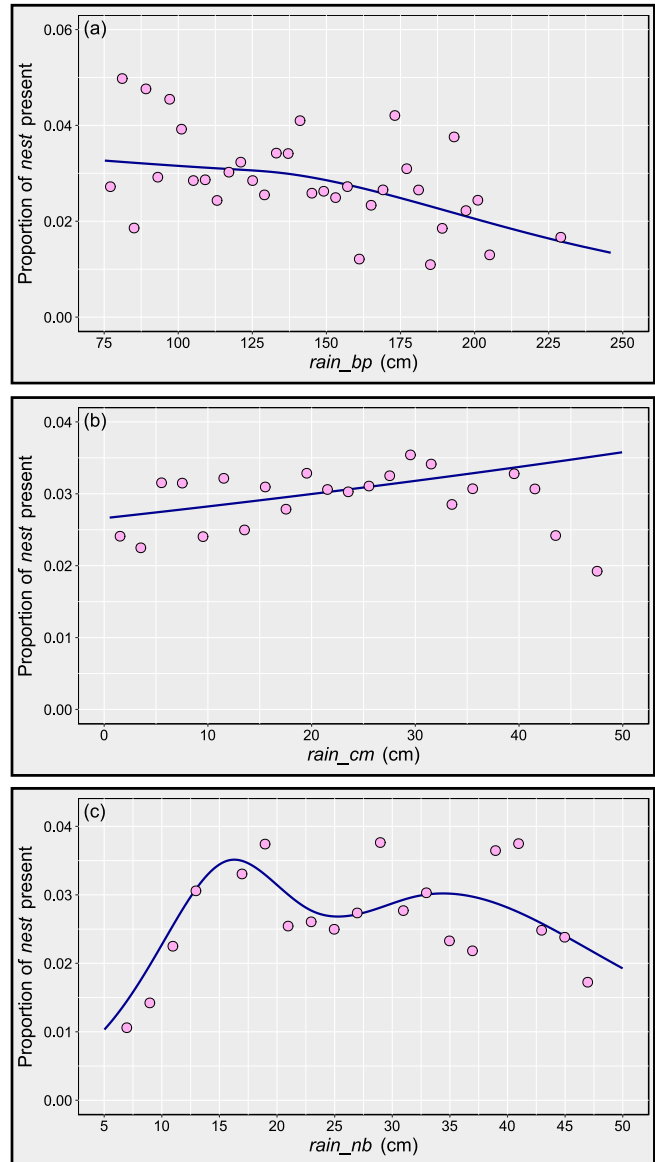 (a)
Proportion of nest present
0.06
0.04
0.02
0.00
75 100 125 150 175 200 225 250
rain_bp (cm)
(b)
Proportion of nest present
0.04
0.03
0.02
0.01
0.00
0 10 20 30 40 50
rain_cm (cm)
(c)
Proportion of nest present
0.04
0.03
0.02
0.01
0.00
5 10 15 20 25 30 35 40 45 50
rain_nb (cm)